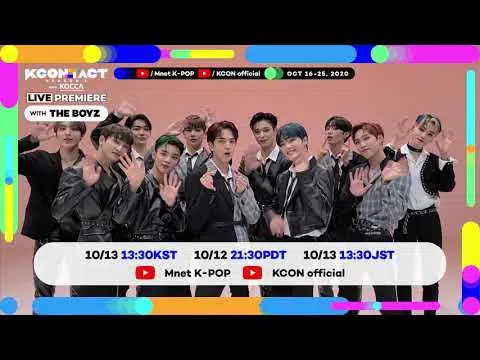 KCON:TACT
SEASON 2
with KOCCA
/ Mnet K-POP / KCON official OCT 16-25, 2020
LIVE PREMIERE
WITH THE BOYZ
10/13 13:30KST 10/12 21:30PDT 10/13 13:30JST
Mnet K-POP KCON official